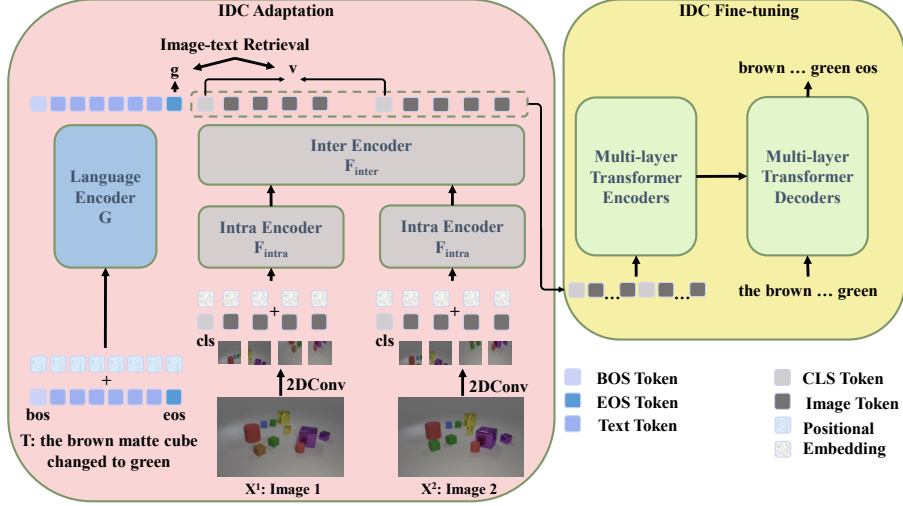 IDC Adaptation
Image-text Retrieval
g
v
Language
Encoder
G
Inter Encoder
F_inter
Intra Encoder
F_intra
Intra Encoder
F_intra
+
+
+
cls
cls
2DConv
2DConv
bos
eos
T: the brown matte cube
changed to green
X¹: Image 1
X²: Image 2
IDC Fine-tuning
brown ... green eos
Multi-layer
Transformer
Encoders
Multi-layer
Transformer
Decoders
... ...
the brown ... green
BOS Token
EOS Token
Text Token
CLS Token
Image Token
Positional
Embedding